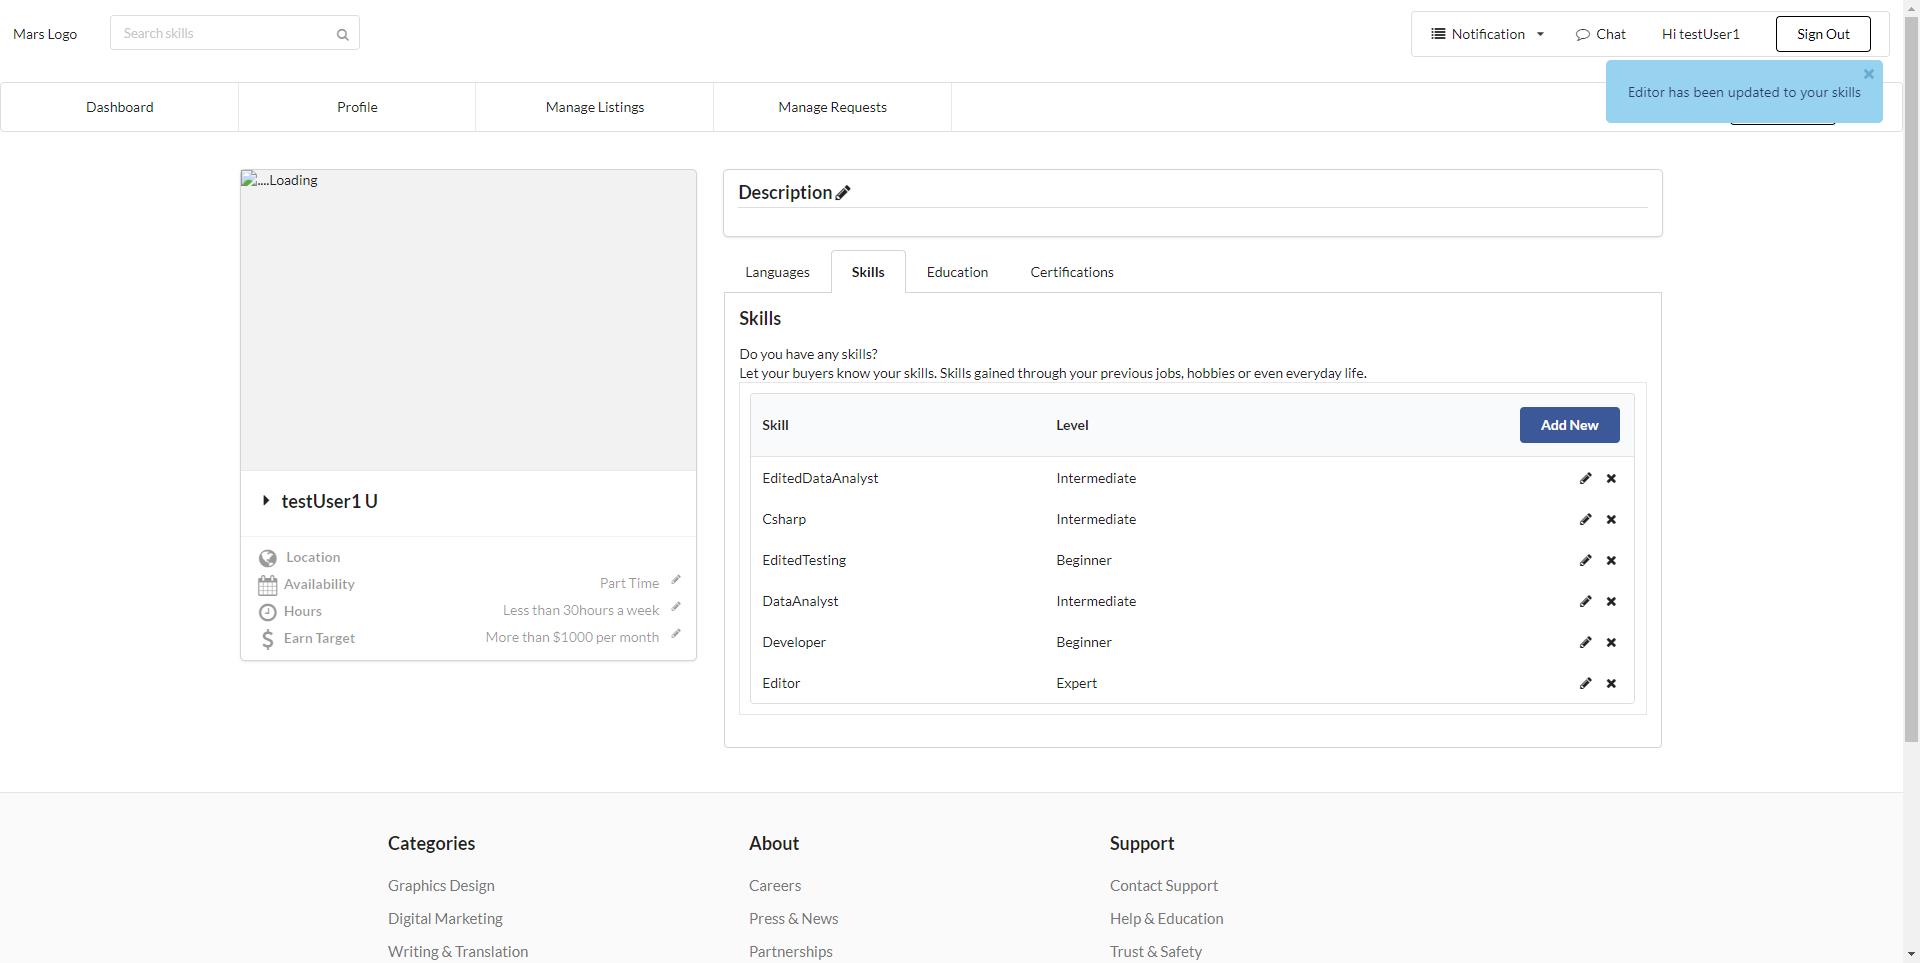 Mars Logo
Search skills
Notification
Chat
Hi testUser1
Sign Out
Editor has been updated to your skills
Dashboard
Profile
Manage Listings
Manage Requests
....Loading
testUser1 U
Location
Availability
Part Time
Hours
Less than 30hours a week
Earn Target
More than $1000 per month
Description
Languages
Skills
Education
Certifications
Skills
Do you have any skills?
Let your buyers know your skills. Skills gained through your previous jobs, hobbies or even everyday life.
Skill Level Add New
EditedDataAnalyst Intermediate
Csharp Intermediate
EditedTesting Beginner
DataAnalyst Intermediate
Developer Beginner
Editor Expert
Categories
Graphics Design
Digital Marketing
Writing & Translation
About
Careers
Press & News
Partnerships
Support
Contact Support
Help & Education
Trust & Safety